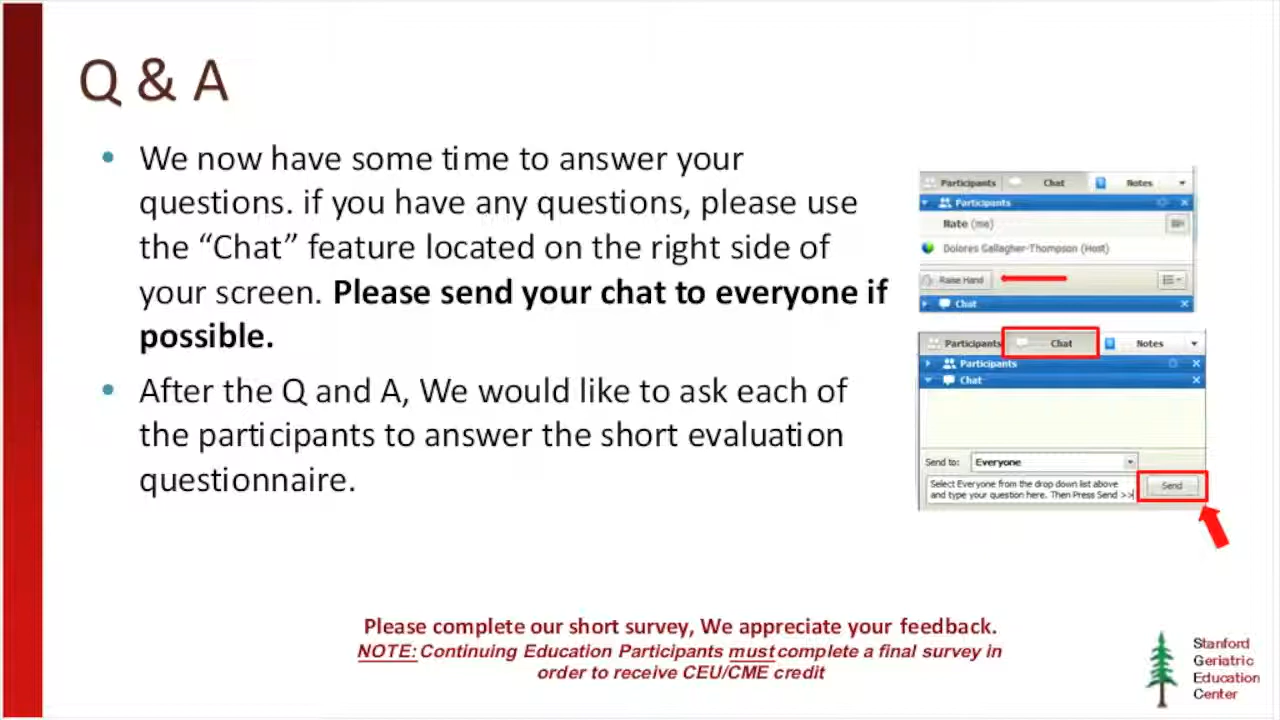 Q & A
• We now have some time to answer your
questions. if you have any questions, please use
the “Chat” feature located on the right side of
your screen. Please send your chat to everyone if
possible.
• After the Q and A, We would like to ask each of
the participants to answer the short evaluation
questionnaire.
Participants Chat Notes
Participants
Nate (me)
Dolores Gallagher-Thompson (Host)
Raise Hand
Chat
Participants Chat Notes
Participants
Chat
Send to: Everyone
Select Everyone from the drop down list above
and type your question here. Then Press Send >>
Send
Please complete our short survey, We appreciate your feedback.
NOTE: Continuing Education Participants must complete a final survey in
order to receive CEU/CME credit
Stanford
Geriatric
Education
Center